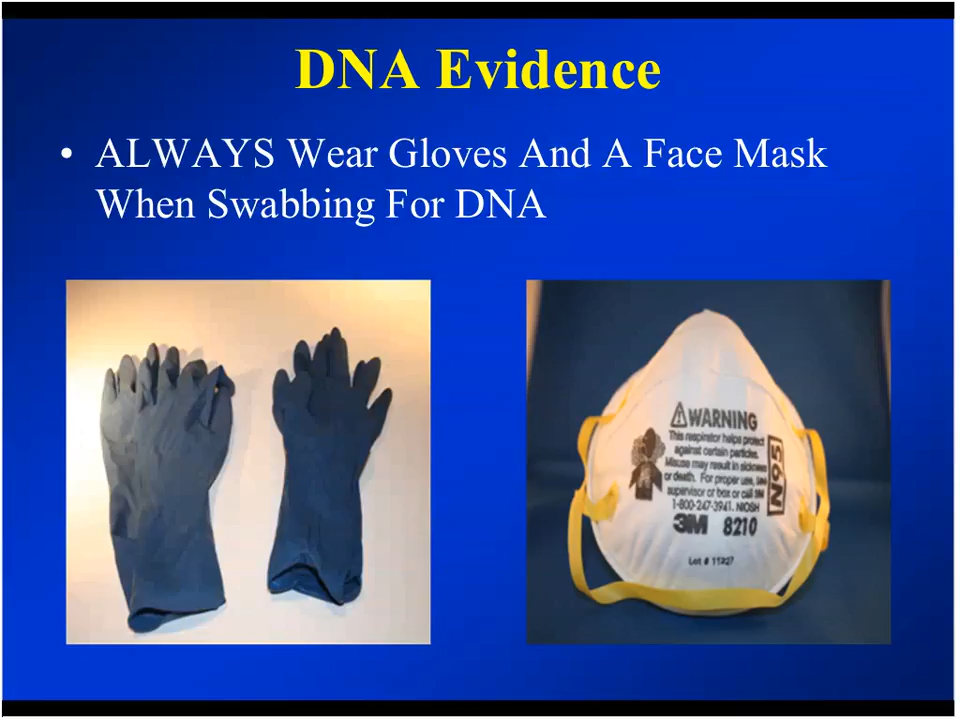 DNA Evidence
• ALWAYS Wear Gloves And A Face Mask
When Swabbing For DNA
WARNING
This respirator helps protect
against certain particles.
Misuse may result in sickness
or death. For proper use, see
supervisor or box or call 3M
1-800-247-3941. NIOSH
N95
3M 8210
Lot #